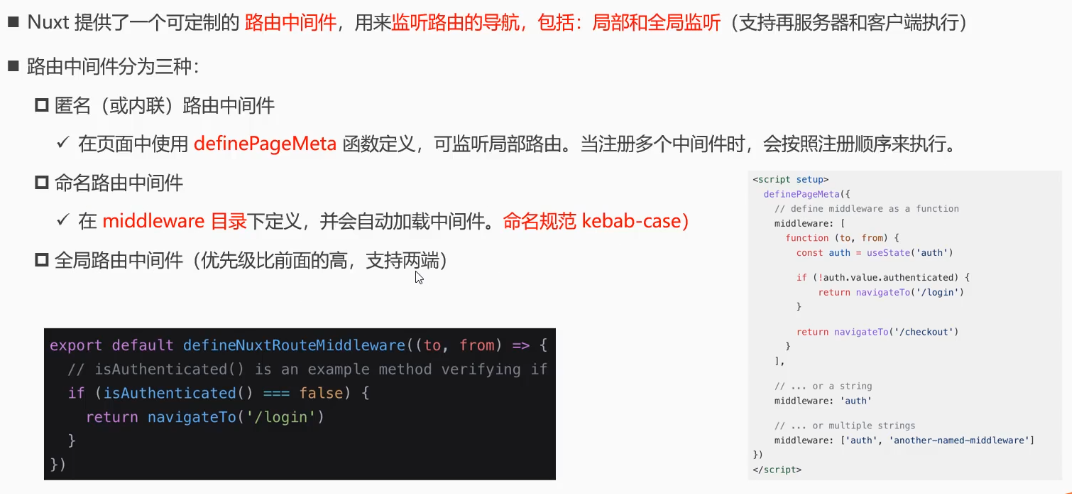 Nuxt 提供了一个可定制的 路由中间件，用来监听路由的导航，包括：局部和全局监听（支持再服务器和客户端执行）
路由中间件分为三种：
匿名（或内联）路由中间件
✓ 在页面中使用 definePageMeta 函数定义，可监听局部路由。当注册多个中间件时，会按照注册顺序来执行。
命名路由中间件
✓ 在 middleware 目录下定义，并会自动加载中间件。命名规范 kebab-case）
全局路由中间件（优先级比前面的高，支持两端）
export default defineNuxtRouteMiddleware((to, from) => {
// isAuthenticated() is an example method verifying if
if (isAuthenticated() === false) {
return navigateTo('/login')
}
})
<script setup>
definePageMeta({
// define middleware as a function
middleware: [
function (to, from) {
const auth = useState('auth')
if (!auth.value.authenticated) {
return navigateTo('/login')
}
return navigateTo('/checkout')
}
],
// ... or a string
middleware: 'auth'
// ... or multiple strings
middleware: ['auth', 'another-named-middleware']
})
</script>